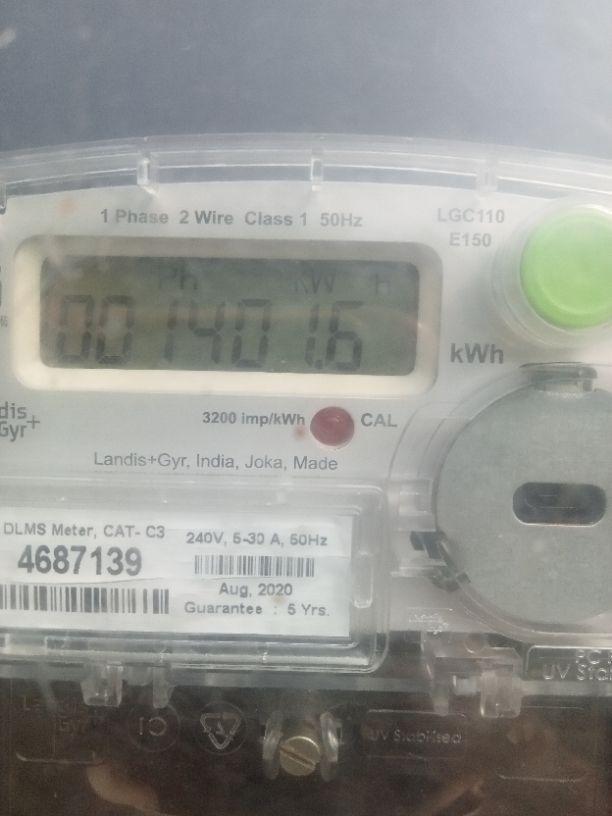 1 Phase 2 Wire Class 1 50Hz
LGC110
E150
Ph KW H
001401.6
kWh
dis
Gyr+
3200 imp/kWh CAL
Landis+Gyr, India, Joka, Made
DLMS Meter, CAT- C3
4687139
240V, 5-30 A, 50Hz
Aug, 2020
Guarantee : 5 Yrs.
UV Stabilised